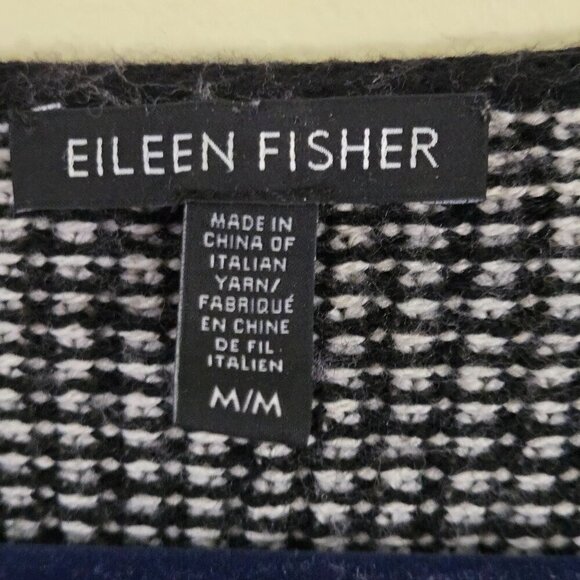 EILEEN FISHER
MADE IN
CHINA OF
ITALIAN
YARN/
FABRIQUÉ
EN CHINE
DE FIL
ITALIEN
M/M